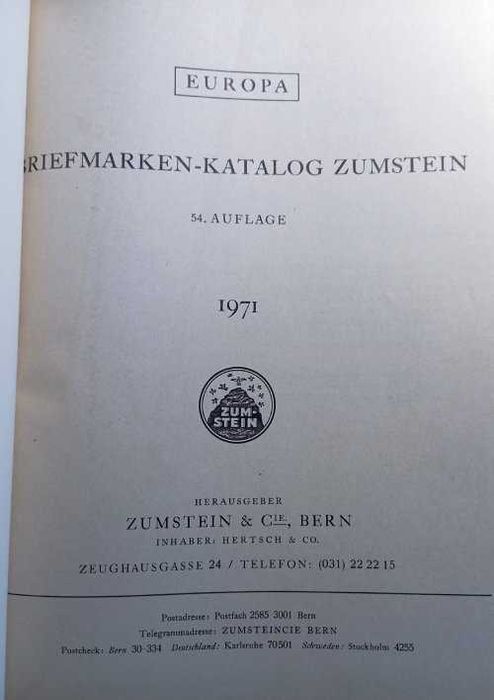 EUROPA
BRIEFMARKEN-KATALOG ZUMSTEIN
54. AUFLAGE
1971
ZUM-
STEIN
HERAUSGEBER
ZUMSTEIN & CIE., BERN
INHABER: HERTSCH & CO.
ZEUGHAUSGASSE 24 / TELEFON: (031) 22 22 15
Postadresse: Postfach 2585 3001 Bern
Telegrammadresse: ZUMSTEINCIE BERN
Postcheck: Bern 30-334 Deutschland: Karlsruhe 70501 Schweden: Stockholm 4255